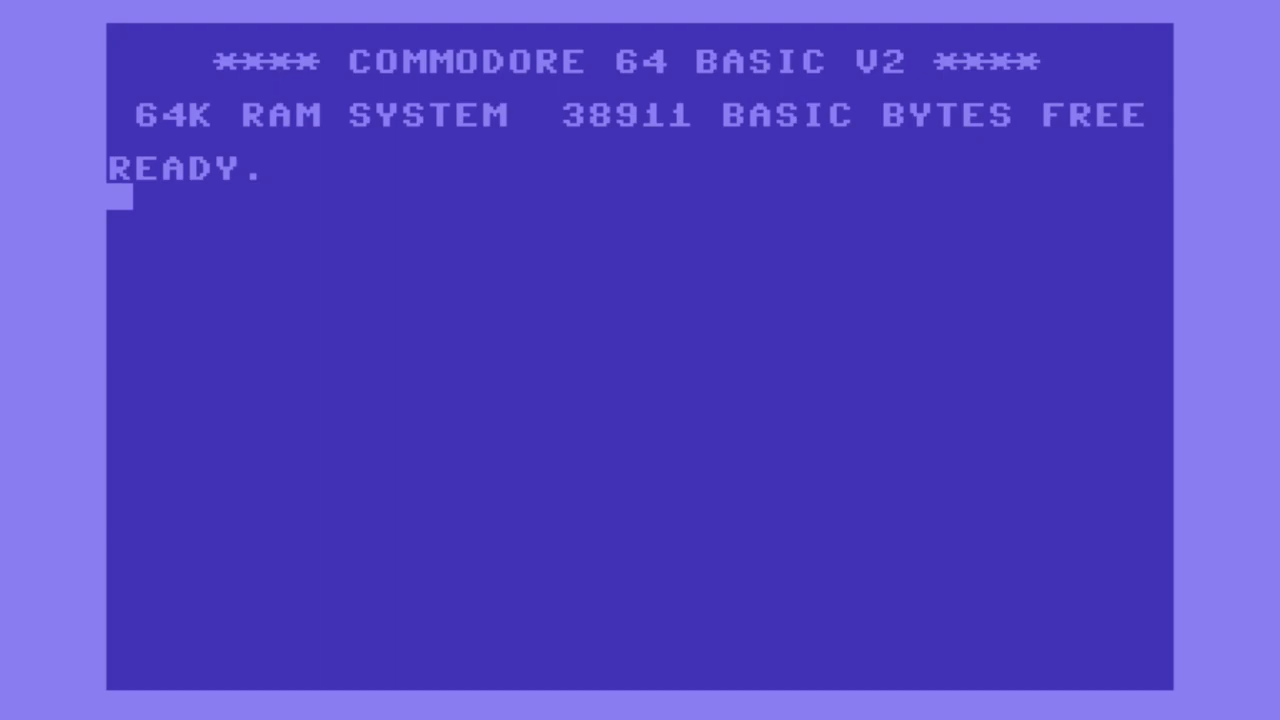 **** COMMODORE 64 BASIC V2 ****
64K RAM SYSTEM  38911 BASIC BYTES FREE
READY.